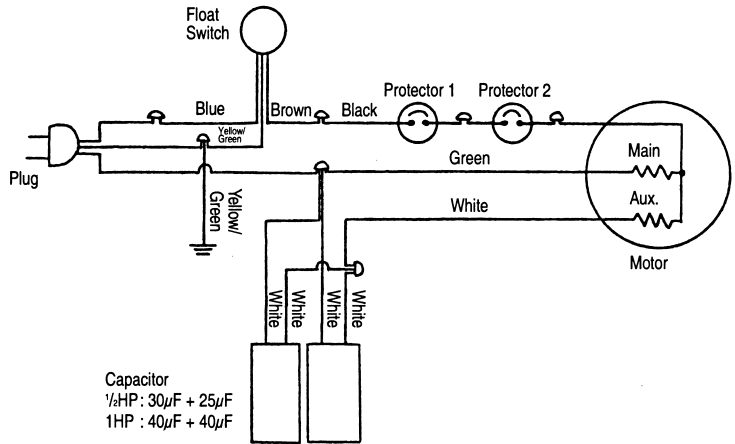 Float
Switch
Protector 1
Protector 2
Blue
Brown
Black
Yellow/
Green
Plug
Green
Main
Yellow/
Green
White
Aux.
Motor
White
White
White
White
Capacitor
½HP : 30µF + 25µF
1HP : 40µF + 40µF